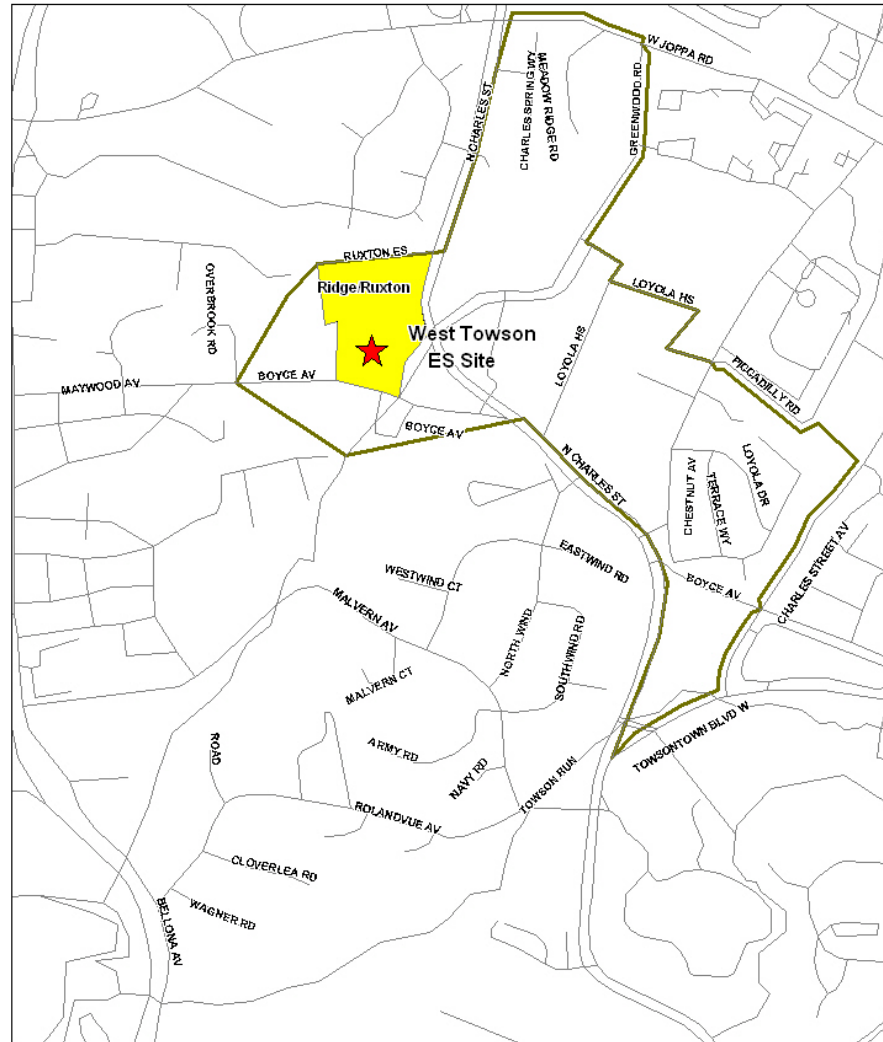 W JOPPA RD
CHARLES SPRING WY
MEADOW RIDGE RD
GREENWOOD RD
N CHARLES ST
RUXTON ES
OVERBROOK RD
Ridge/Ruxton
LOYOLA HS
West Towson
ES Site
LOYOLA HS
MAYWOOD AV
BOYCE AV
PICCADILLY RD
BOYCE AV
N CHARLES ST
CHESTNUT AV
TERRACE WY
LOYOLA DR
EASTWIND RD
WESTWIND CT
BOYCE AV
CHARLES STREET AV
MALVERN AV
NORTH WIND
SOUTHWIND RD
MALVERN CT
ROAD
ARMY RD
NAVY RD
TOWSON RUN
TOWSONTOWN BLVD W
ROLANDVUE AV
CLOVERLEA RD
WAGNER RD
BELLONA AV